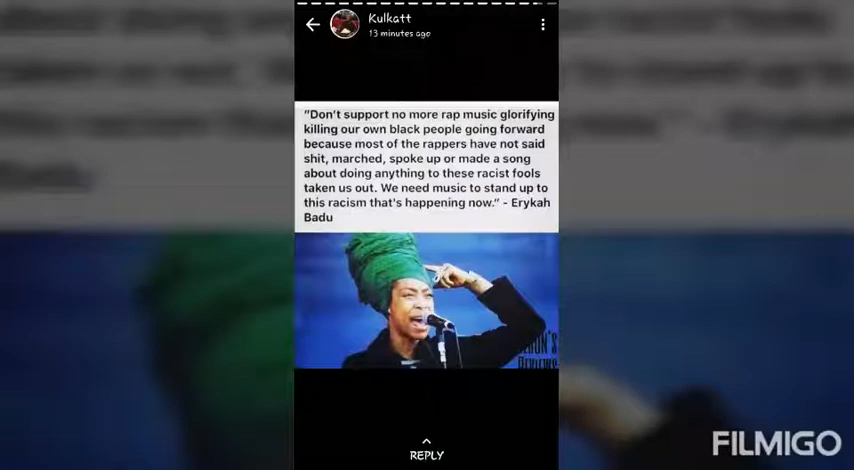 Kulkatt
13 minutes ago
"Don't support no more rap music glorifying
killing our own black people going forward
because most of the rappers have not said
shit, marched, spoke up or made a song
about doing anything to these racist fools
taken us out. We need music to stand up to
this racism that's happening now." - Erykah
Badu
REPLY
FILMIGO